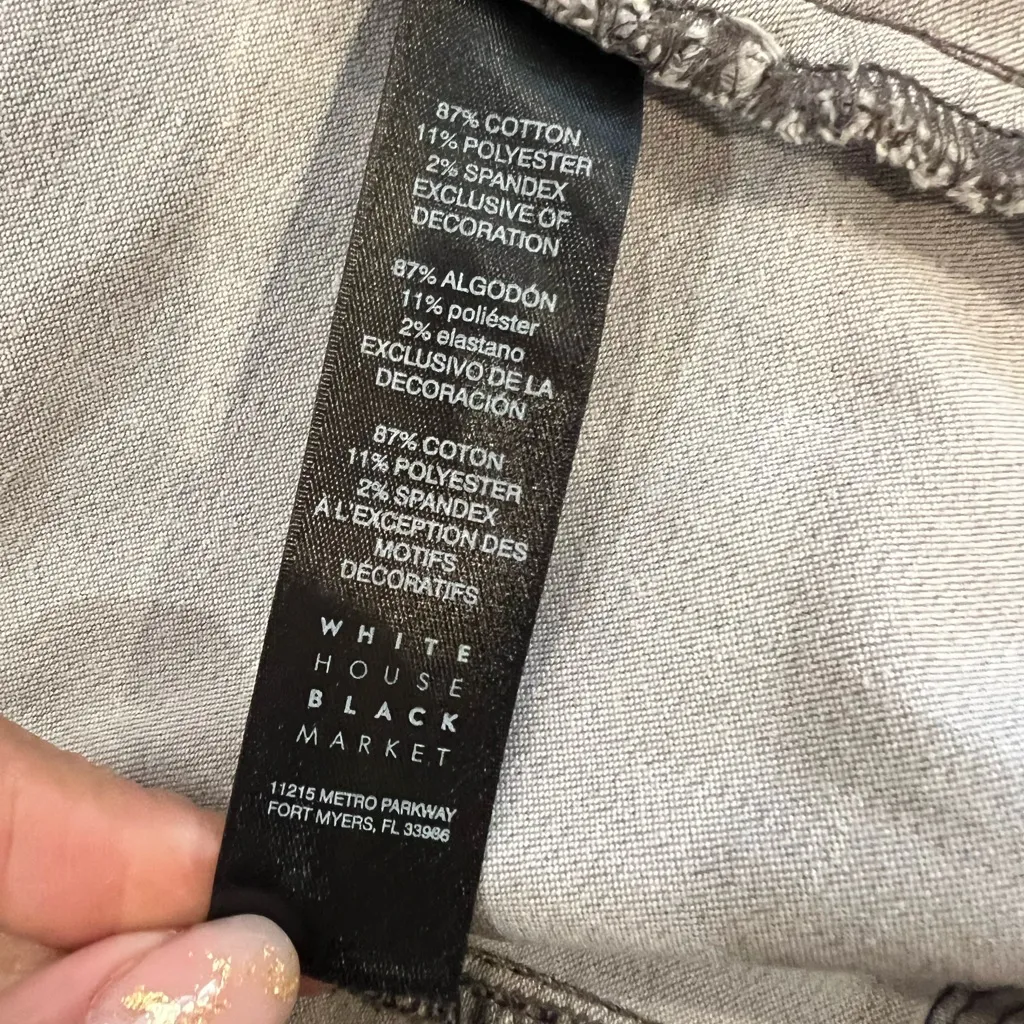 87% COTTON
11% POLYESTER
2% SPANDEX
EXCLUSIVE OF
DECORATION
87% ALGODÓN
11% poliéster
2% elastano
EXCLUSIVO DE LA
DECORACIÓN
87% COTON
11% POLYESTER
2% SPANDEX
À L'EXCEPTION DES
MOTIFS
DÉCORATIFS
WHITE
HOUSE
BLACK
MARKET
11215 METRO PARKWAY
FORT MYERS, FL 33966